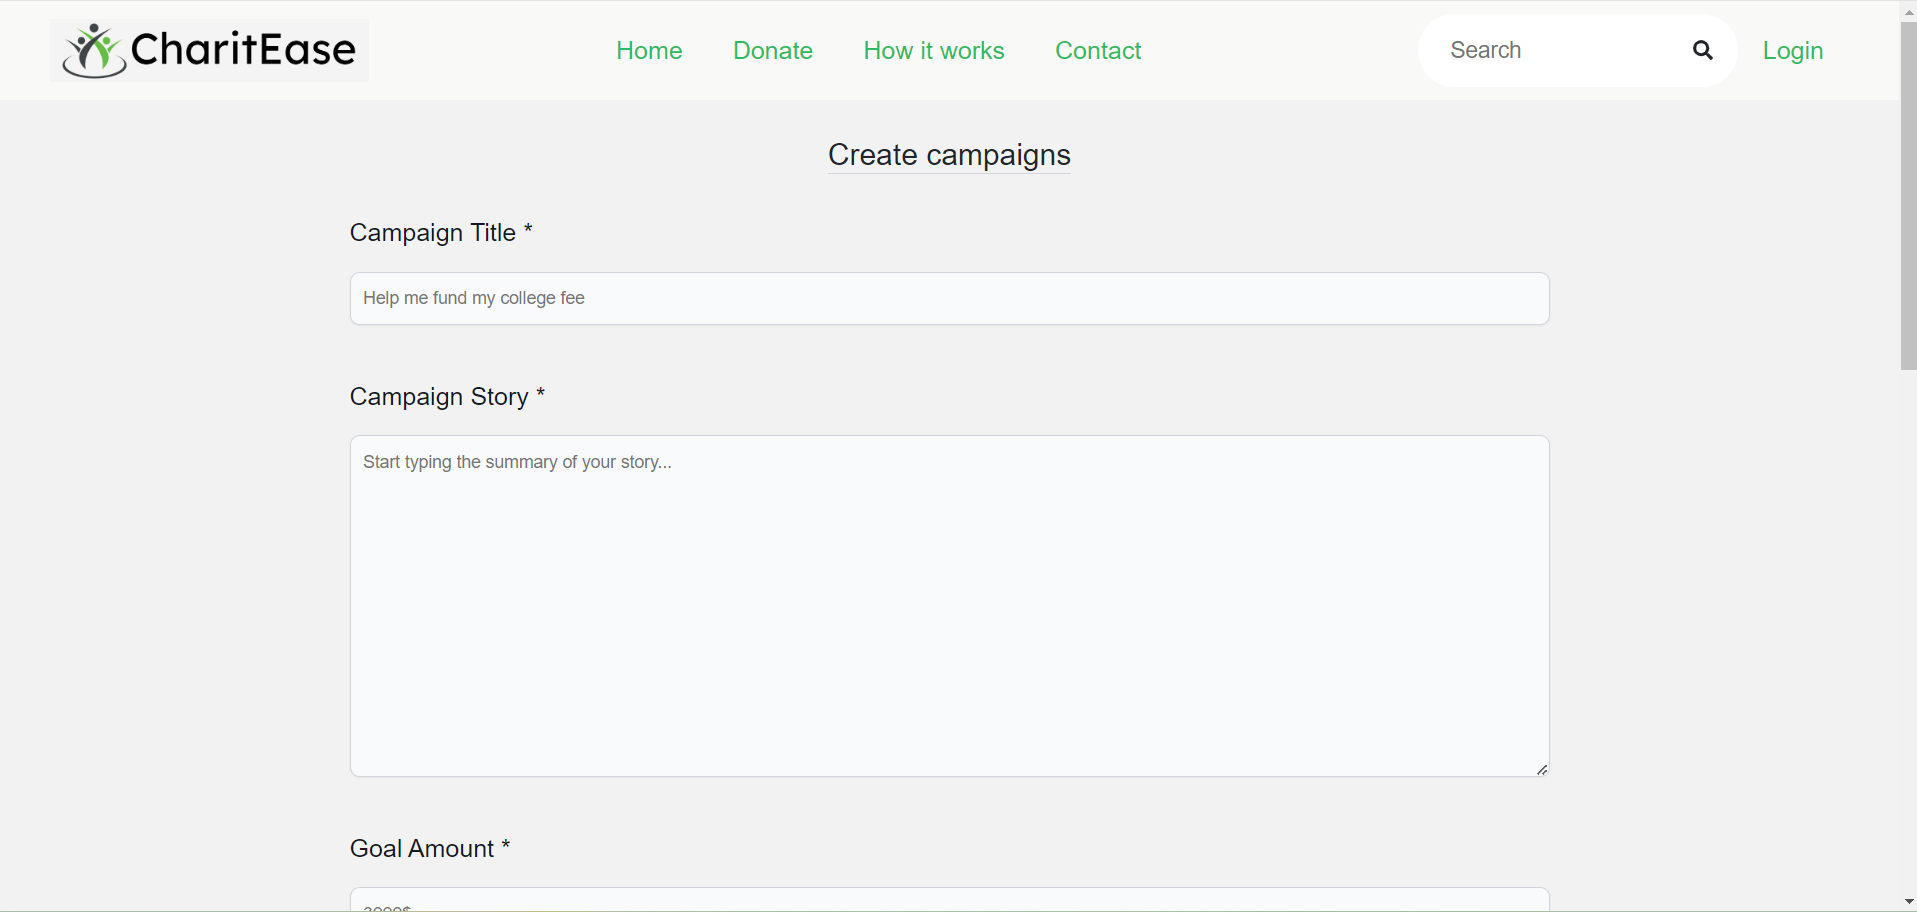 CharitEase
Home Donate How it works Contact
Search
Login
Create campaigns
Campaign Title *
Help me fund my college fee
Campaign Story *
Start typing the summary of your story...
Goal Amount *